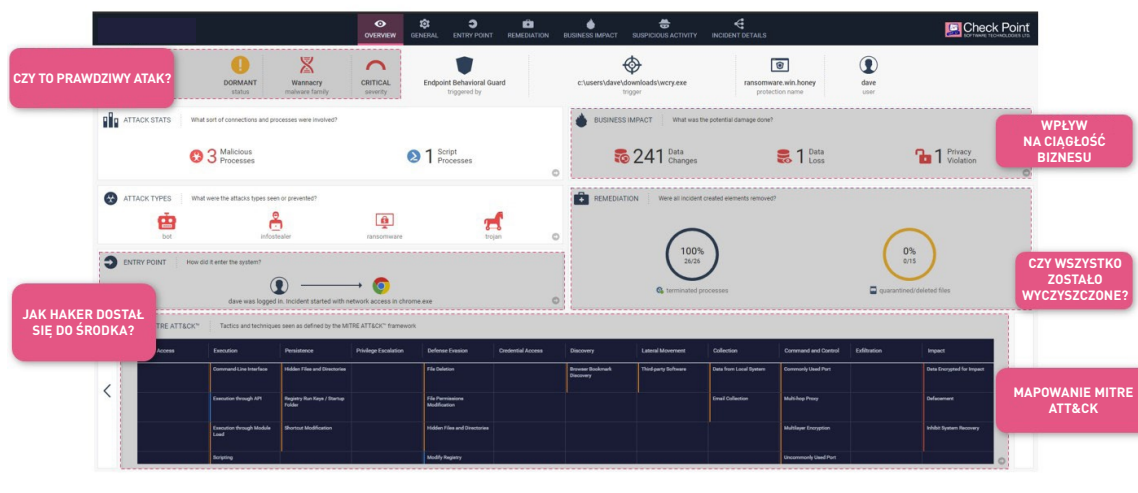 OVERVIEW
GENERAL
ENTRY POINT
REMEDIATION
BUSINESS IMPACT
SUSPICIOUS ACTIVITY
INCIDENT DETAILS
Check Point
SOFTWARE TECHNOLOGIES LTD.
CZY TO PRAWDZIWY ATAK?
DORMANT
status
Wannacry
malware family
CRITICAL
severity
Endpoint Behavioral Guard
triggered by
c:\users\dave\downloads\wcry.exe
trigger
ransomware.win.honey
protection name
dave
user
ATTACK STATS
What sort of connections and processes were involved?
3 Malicious
Processes
1 Script
Processes
BUSINESS IMPACT
What was the potential damage done?
241 Data
Changes
1 Data
Loss
1 Privacy
Violation
WPŁYW
NA CIĄGŁOŚĆ
BIZNESU
ATTACK TYPES
What were the attacks types seen or prevented?
bot
infostealer
ransomware
trojan
REMEDIATION
Were all incident created elements removed?
100%
26/26
terminated processes
0%
0/15
quarantined/deleted files
CZY WSZYSTKO
ZOSTAŁO
WYCZYSZCZONE?
ENTRY POINT
How did it enter the system?
dave was logged in. Incident started with network access in chrome.exe
JAK HAKER DOSTAŁ
SIĘ DO ŚRODKA?
TRE ATT&CK™
Tactics and techniques seen as defined by the MITRE ATT&CK™ framework
Access
Execution
Persistence
Privilege Escalation
Defense Evasion
Credential Access
Discovery
Lateral Movement
Collection
Command and Control
Exfiltration
Impact
Command-Line Interface
Hidden Files and Directories
File Deletion
Browser Bookmark
Discovery
Third-party Software
Data from Local System
Commonly Used Port
Data Encrypted for Impact
Execution through API
Registry Run Keys / Startup
Folder
File Permissions
Modification
Email Collection
Multi-hop Proxy
Defacement
Execution through Module
Load
Shortcut Modification
Hidden Files and Directories
Multilayer Encryption
Inhibit System Recovery
Scripting
Modify Registry
Uncommonly Used Port
MAPOWANIE MITRE
ATT&CK